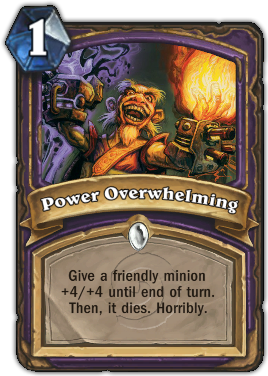 1
Power Overwhelming
Give a friendly minion
+4/+4 until end of turn.
Then, it dies. Horribly.